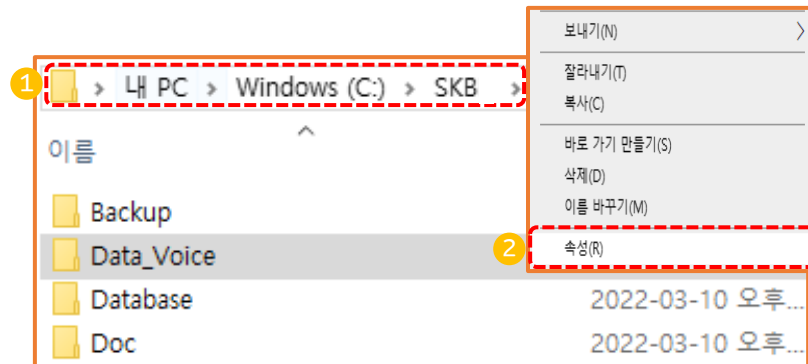 1
내 PC > Windows (C:) > SKB >
이름
Backup
Data_Voice
Database 2022-03-10 오후...
Doc 2022-03-10 오후...
보내기(N) >
잘라내기(T)
복사(C)
바로 가기 만들기(S)
삭제(D)
이름 바꾸기(M)
2
속성(R)